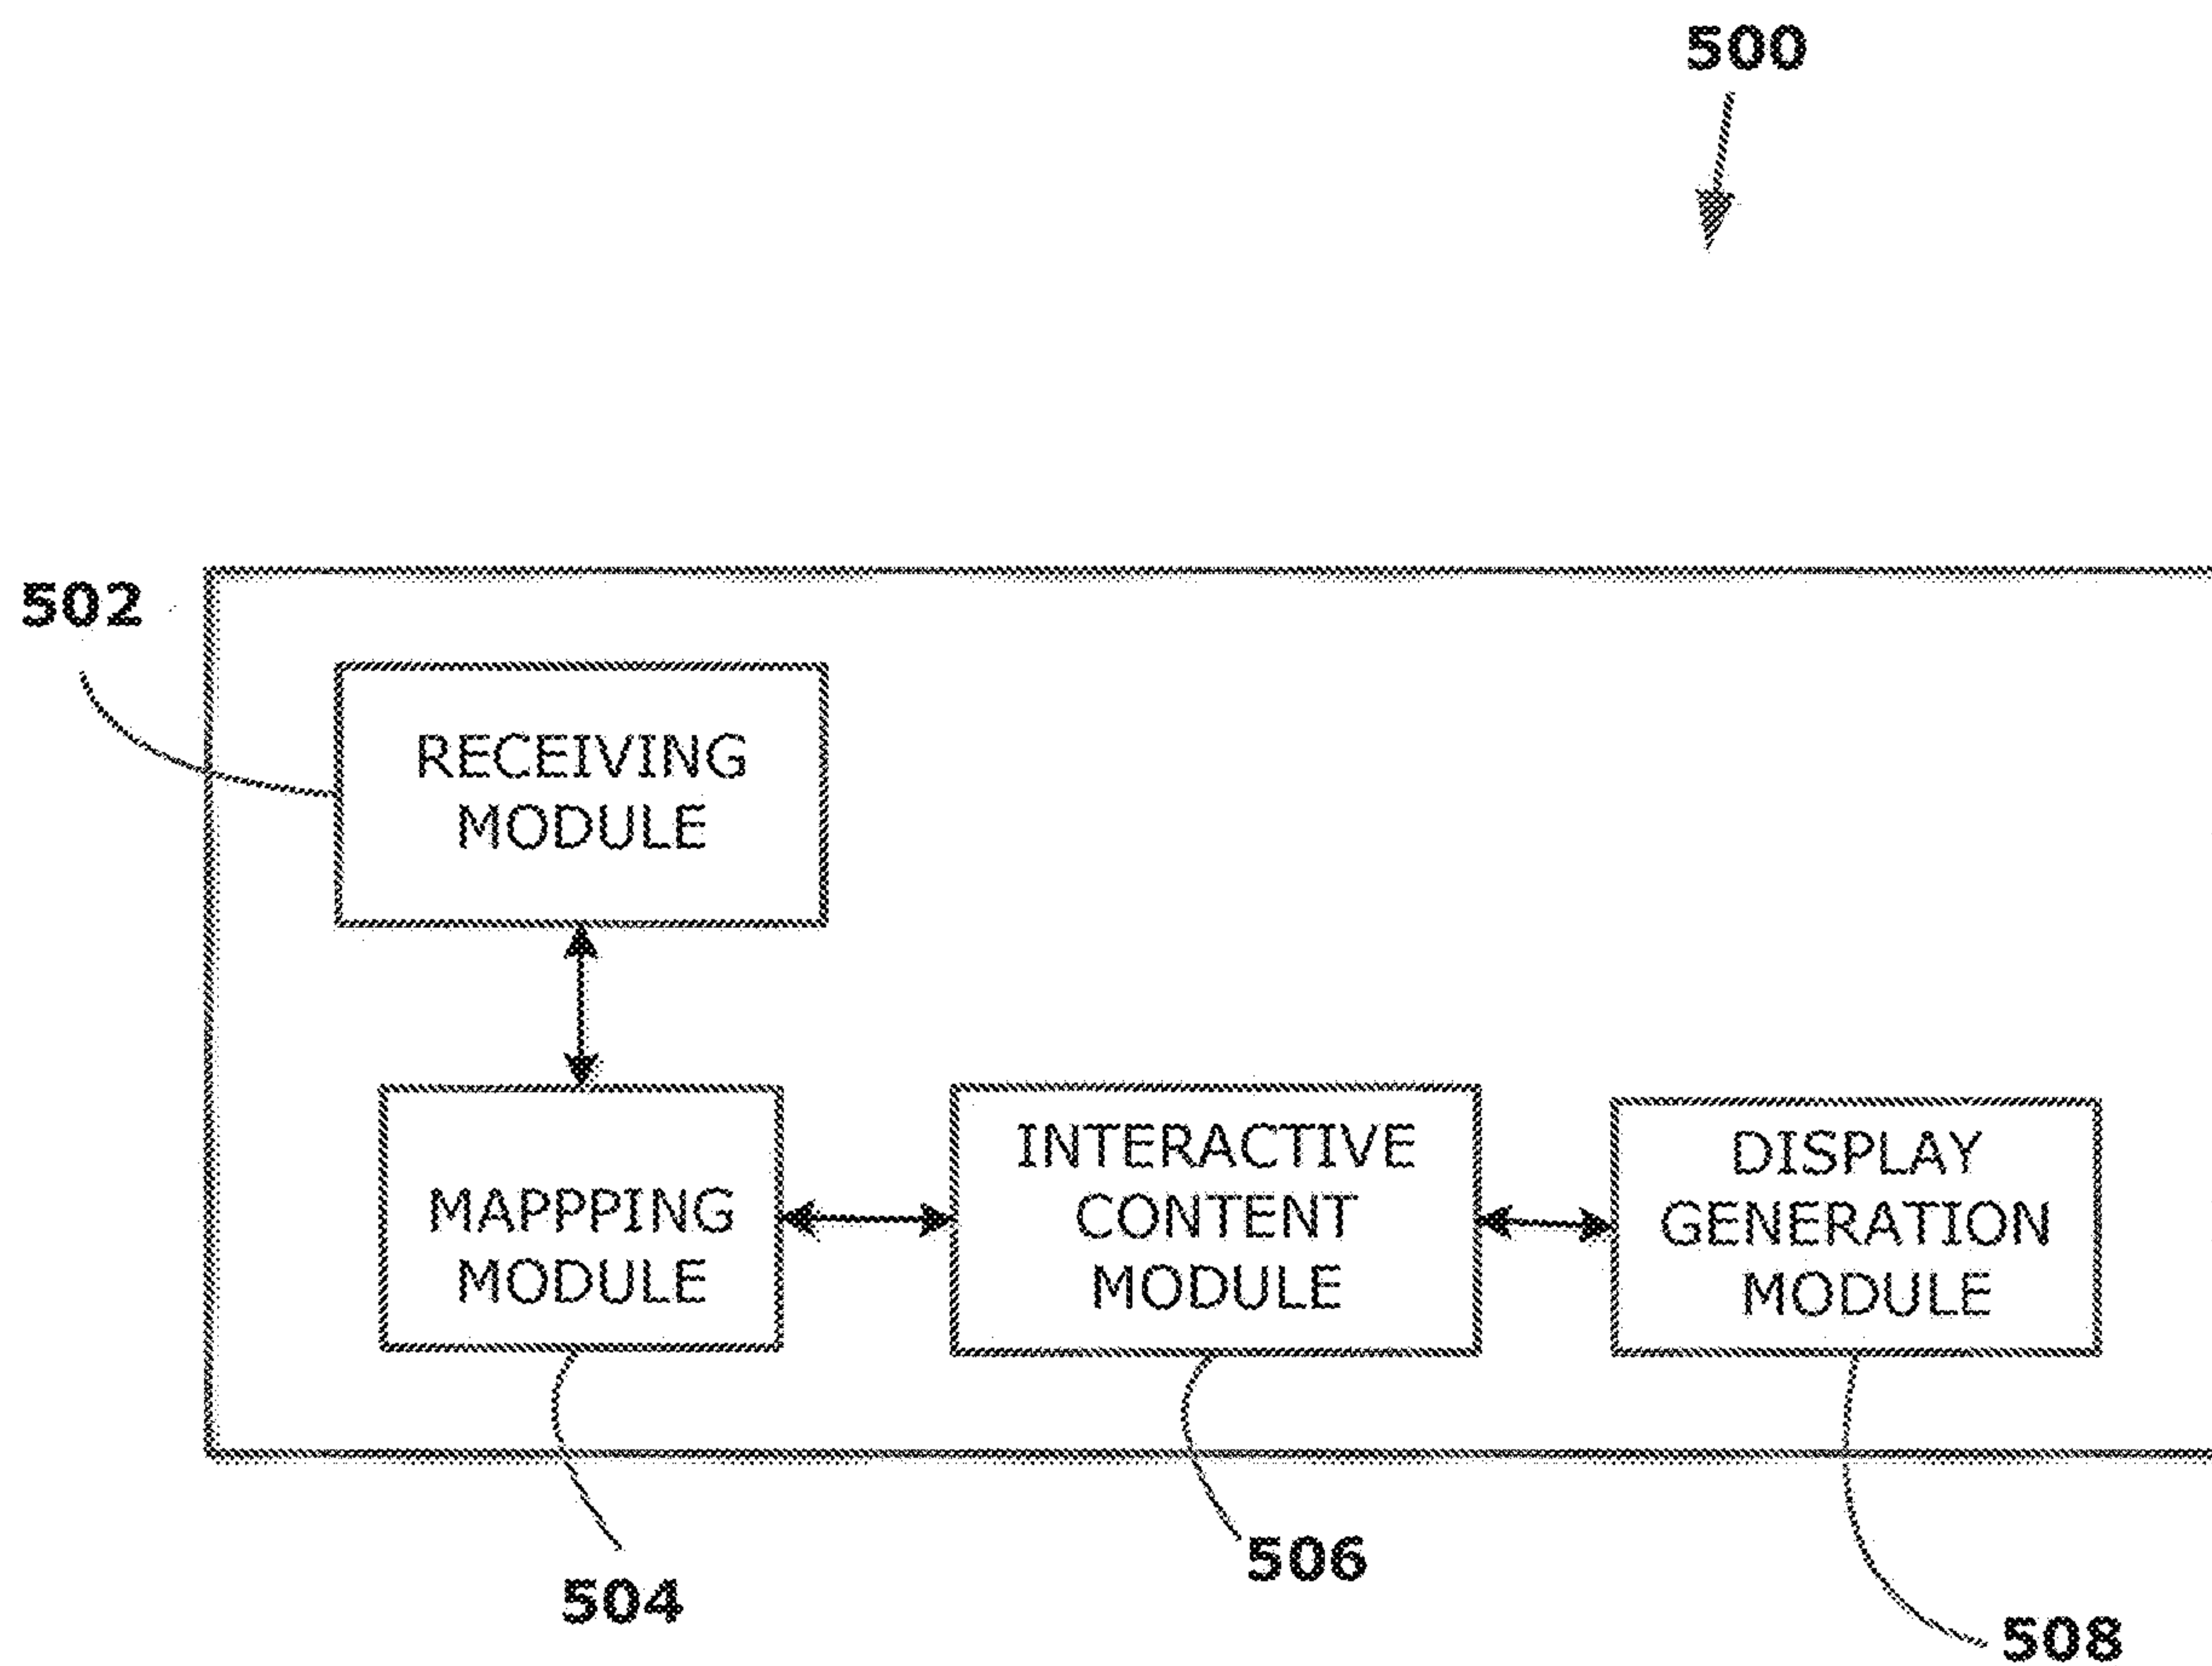 500
502
RECEIVING
MODULE
MAPPPING
MODULE
INTERACTIVE
CONTENT
MODULE
DISPLAY
GENERATION
MODULE
504
506
508